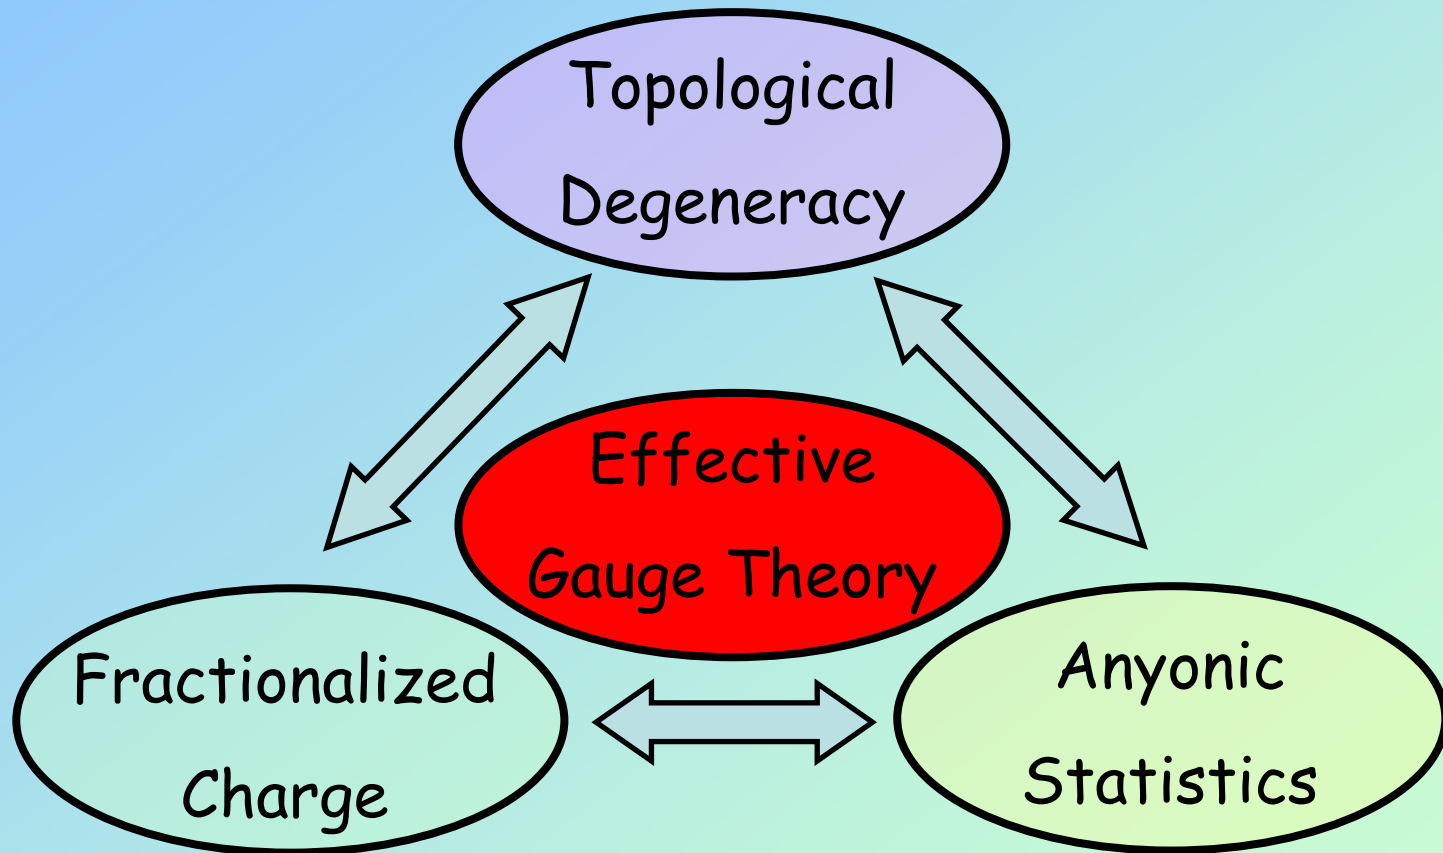 Topological
Degeneracy
Effective
Gauge Theory
Fractionalized
Charge
Anyonic
Statistics